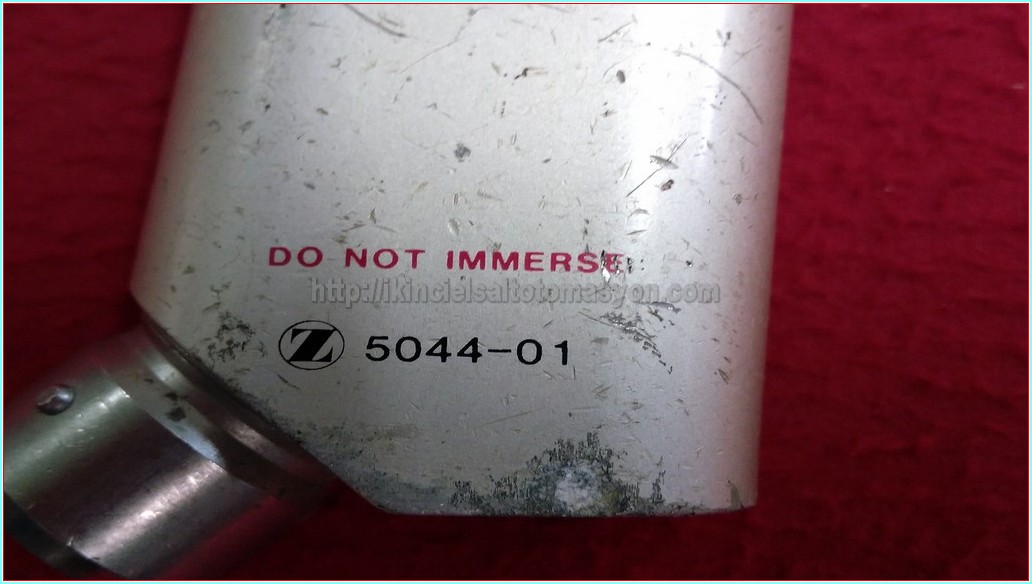 DO NOT IMMERSE
http://ikincielsaltotomasyon.com
Z 5044-01